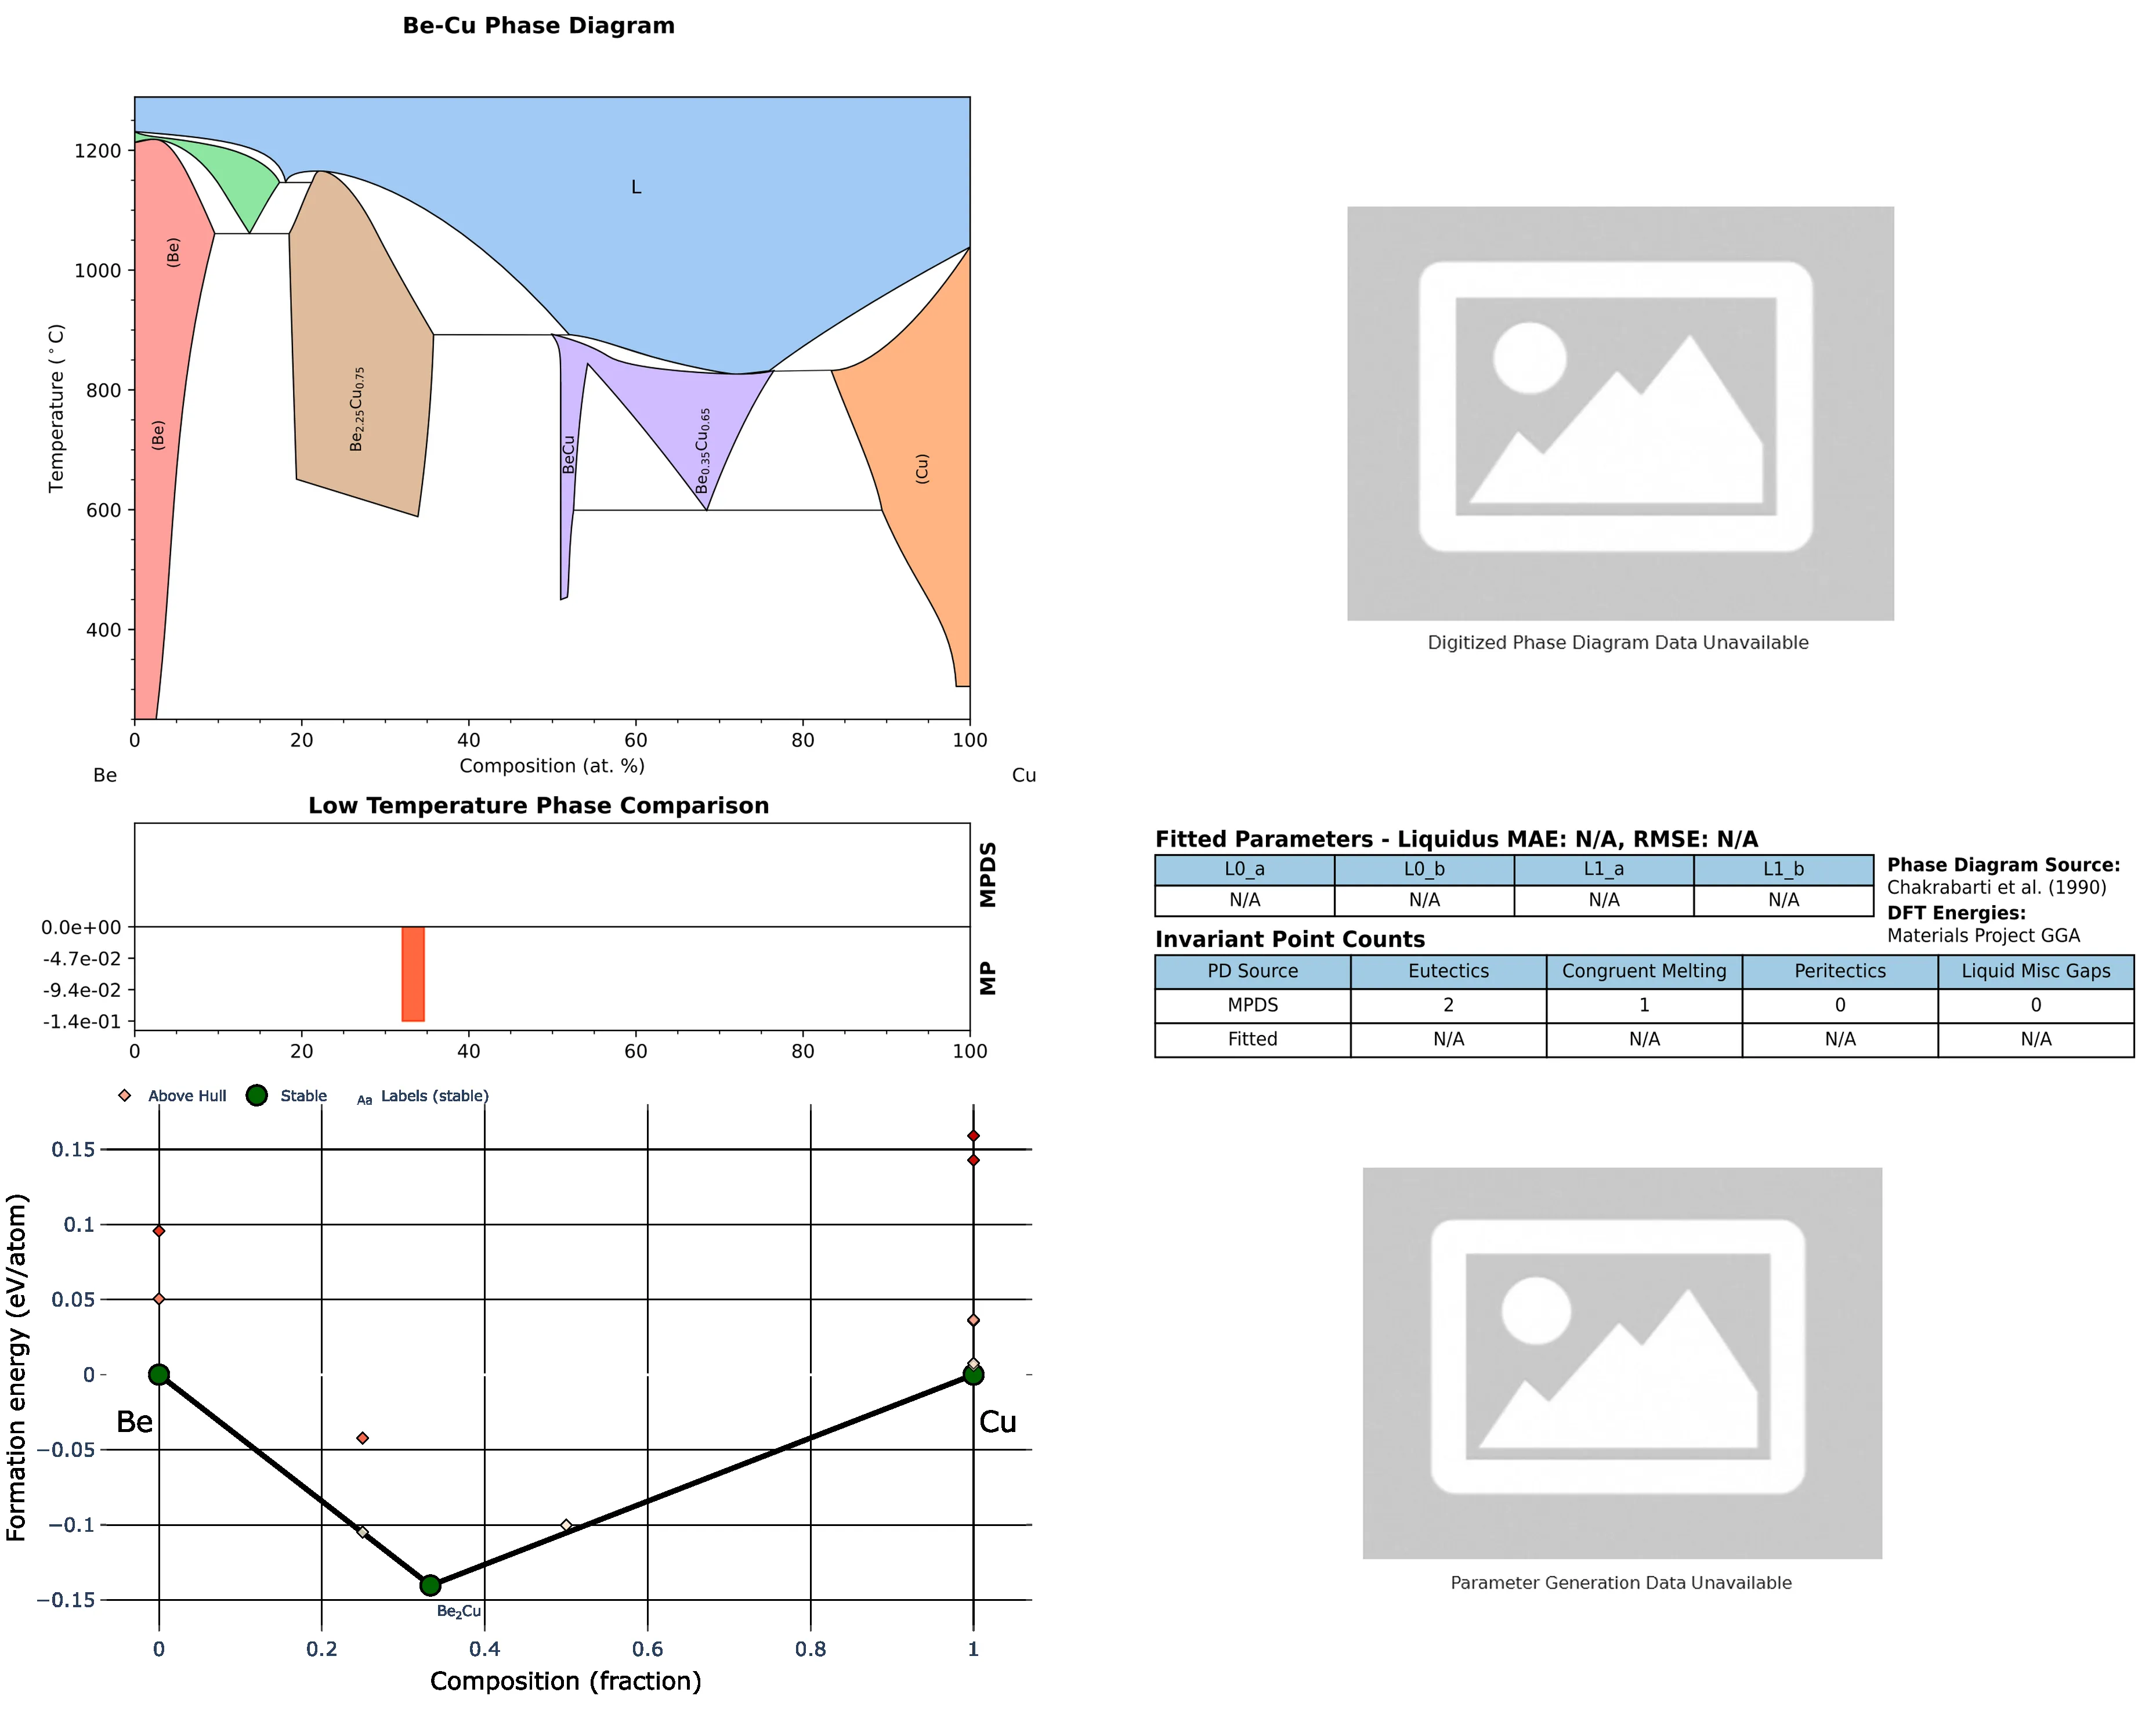 Be-Cu Phase Diagram
1200
1000
800
600
400
Temperature (°C)
L
(Be)
(Be)
Be2.25Cu0.75
BeCu
Be0.35Cu0.65
(Cu)
0 20 40 60 80 100
Composition (at. %)
Be Cu
Digitized Phase Diagram Data Unavailable
Low Temperature Phase Comparison
MPDS
MP
0.0e+00
-4.7e-02
-9.4e-02
-1.4e-01
0 20 40 60 80 100
Fitted Parameters - Liquidus MAE: N/A, RMSE: N/A
L0_a L0_b L1_a L1_b
N/A N/A N/A N/A
Phase Diagram Source:
Chakrabarti et al. (1990)
DFT Energies:
Materials Project GGA
Invariant Point Counts
PD Source Eutectics Congruent Melting Peritectics Liquid Misc Gaps
MPDS 2 1 0 0
Fitted N/A N/A N/A N/A
Above Hull Stable Aa Labels (stable)
0.15
0.1
0.05
0
−0.05
−0.1
−0.15
Formation energy (eV/atom)
Be
Cu
Be2Cu
0 0.2 0.4 0.6 0.8 1
Composition (fraction)
Parameter Generation Data Unavailable